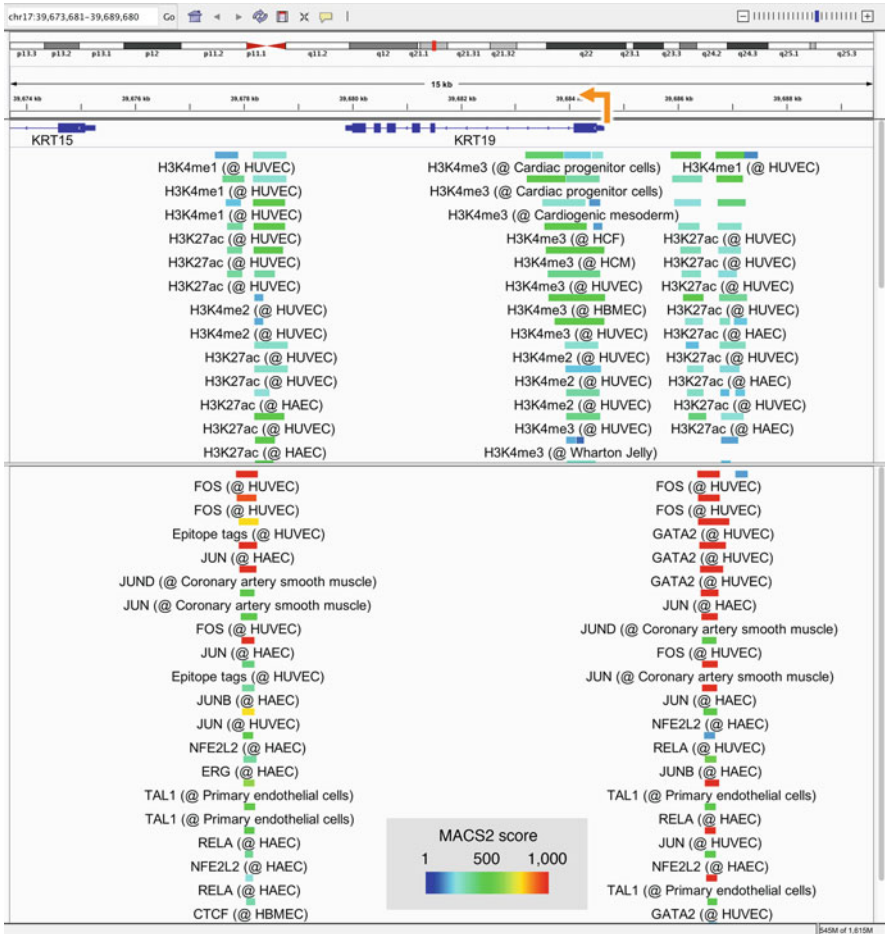 chr17:39,673,681-39,689,680 Go
p13.3 p13.2 p13.1 p12 p11.2 p11.1 q11.2 q12 q21.1 q21.31 q21.32 q22 q23.1 q23.3 q24.2 q24.3 q25.1 q25.3
15 kb
39,674 kb 39,676 kb 39,678 kb 39,680 kb 39,682 kb 39,684 kb 39,686 kb 39,688 kb
KRT15 KRT19
H3K4me1 (@ HUVEC) H3K4me3 (@ Cardiac progenitor cells) H3K4me1 (@ HUVEC)
H3K4me1 (@ HUVEC) H3K4me3 (@ Cardiac progenitor cells)
H3K4me1 (@ HUVEC) H3K4me3 (@ Cardiogenic mesoderm)
H3K27ac (@ HUVEC) H3K4me3 (@ HCF) H3K27ac (@ HUVEC)
H3K27ac (@ HUVEC) H3K4me3 (@ HCM) H3K27ac (@ HUVEC)
H3K27ac (@ HUVEC) H3K4me3 (@ HUVEC) H3K27ac (@ HUVEC)
H3K4me2 (@ HUVEC) H3K4me3 (@ HBMEC) H3K27ac (@ HUVEC)
H3K4me2 (@ HUVEC) H3K4me3 (@ HUVEC) H3K27ac (@ HAEC)
H3K27ac (@ HUVEC) H3K4me2 (@ HUVEC) H3K27ac (@ HUVEC)
H3K27ac (@ HUVEC) H3K4me2 (@ HUVEC) H3K27ac (@ HAEC)
H3K27ac (@ HAEC) H3K4me2 (@ HUVEC) H3K27ac (@ HUVEC)
H3K27ac (@ HUVEC) H3K4me3 (@ HUVEC) H3K27ac (@ HAEC)
H3K27ac (@ HAEC) H3K4me3 (@ Wharton Jelly)
FOS (@ HUVEC) FOS (@ HUVEC)
FOS (@ HUVEC) FOS (@ HUVEC)
Epitope tags (@ HUVEC) GATA2 (@ HUVEC)
JUN (@ HAEC) GATA2 (@ HUVEC)
JUND (@ Coronary artery smooth muscle) GATA2 (@ HUVEC)
JUN (@ Coronary artery smooth muscle) JUN (@ HAEC)
FOS (@ HUVEC) JUND (@ Coronary artery smooth muscle)
JUN (@ HAEC) FOS (@ HUVEC)
Epitope tags (@ HUVEC) JUN (@ Coronary artery smooth muscle)
JUNB (@ HAEC) JUN (@ HAEC)
JUN (@ HUVEC) NFE2L2 (@ HAEC)
NFE2L2 (@ HAEC) RELA (@ HUVEC)
ERG (@ HAEC) JUNB (@ HAEC)
TAL1 (@ Primary endothelial cells) TAL1 (@ Primary endothelial cells)
TAL1 (@ Primary endothelial cells) RELA (@ HAEC)
RELA (@ HAEC) JUN (@ HUVEC)
NFE2L2 (@ HAEC) NFE2L2 (@ HAEC)
RELA (@ HAEC) TAL1 (@ Primary endothelial cells)
CTCF (@ HBMEC) GATA2 (@ HUVEC)
MACS2 score
1 500 1,000
545M of 1,615M